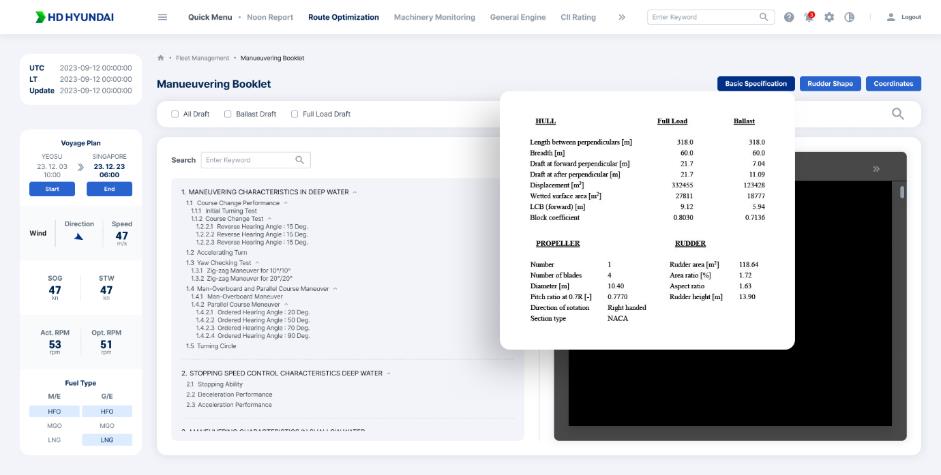 HD HYUNDAI
Quick Menu • Noon Report Route Optimization Machinery Monitoring General Engine CII Rating »
Enter Keyword
3
Logout
UTC 2023-09-12 00:00:00
LT 2023-09-12 00:00:00
Update 2023-09-12 00:00:00
Voyage Plan
YEOSU SINGAPORE
23. 12. 03 » 23. 12. 23
10:00 06:00
Start End
Wind Direction Speed
47
m/s
SOG STW
47 47
kn kn
Act. RPM Opt. RPM
53 51
rpm rpm
Fuel Type
M/E G/E
HFO HFO
MGO MGO
LNG LNG
• Fleet Management • Manueuvering Booklet
Manueuvering Booklet
Basic Specification Rudder Shape Coordinates
All Draft Ballast Draft Full Load Draft
Search Enter Keyword
1. MANEUVERING CHARACTERISTICS IN DEEP WATER
1.1 Course Change Performance
1.1.1 Initial Turning Test
1.1.2 Course Change Test
1.2.2.1 Reverse Hearing Angle : 15 Deg.
1.2.2.2 Reverse Hearing Angle : 15 Deg.
1.2.2.3 Reverse Hearing Angle : 15 Deg.
1.2 Accelerating Turn
1.3 Yaw Checking Test
1.3.1 Zig-zag Maneuver for 10°/10°
1.3.2 Zig-zag Maneuver for 20°/20°
1.4 Man-Overboard and Parallel Course Maneuver
1.4.1 Man-Overboard Maneuver
1.4.2 Parallel Course Meneuver
1.4.2.1 Ordered Hearing Angle : 20 Deg.
1.4.2.2 Ordered Hearing Angle : 50 Deg.
1.4.2.3 Ordered Hearing Angle : 70 Deg.
1.4.2.4 Ordered Hearing Angle : 90 Deg.
1.5 Turning Circle
2. STOPPING SPEED CONTROL CHARACTERISTICS DEEP WATER
2.1 Stopping Ability
2.2 Deceleration Performance
2.3 Acceleration Performance
HULL Full Load Ballast
Length between perpendiculars [m] 318.0 318.0
Breadth [m] 60.0 60.0
Draft at forward perpendicular [m] 21.7 7.04
Draft at after perpendicular [m] 21.7 11.09
Displacement [m³] 332455 123428
Wetted surface area [m²] 27811 18777
LCB (forward) [m] 9.12 5.94
Block coefficient 0.8030 0.7136
PROPELLER RUDDER
Number 1 Rudder area [m²] 118.64
Number of blades 4 Area ratio [%] 1.72
Diameter [m] 10.40 Aspect ratio 1.63
Pitch ratio at 0.7R [-] 0.7770 Rudder height [m] 13.90
Direction of rotation Right handed
Section type NACA
»